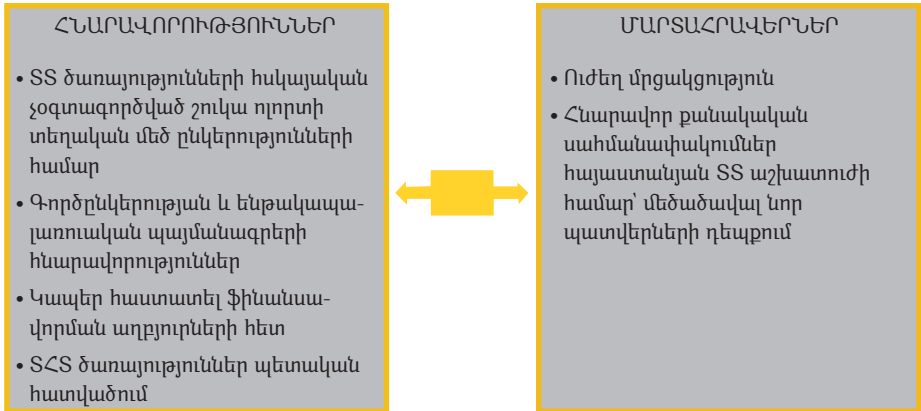 ՀՆԱՐԱՎՈՐՈՒԹՅՈՒՆՆԵՐ
• ՏՏ ծառայությունների հսկայական
չօգտագործված շուկա ոլորտի
տեղական մեծ ընկերությունների
համար
• Գործընկերության և ենթակապա-
լառուական պայմանագրերի
հնարավորություններ
• Կապեր հաստատել ֆինանսա-
վորման աղբյուրների հետ
• ՏՀՏ ծառայություններ պետական
հատվածում
ՄԱՐՏԱՀՐԱՎԵՐՆԵՐ
• Ուժեղ մրցակցություն
• Հնարավոր քանակական
սահմանափակումներ
հայաստանյան ՏՏ աշխատուժի
համար՝ մեծածավալ նոր
պատվերների դեպքում